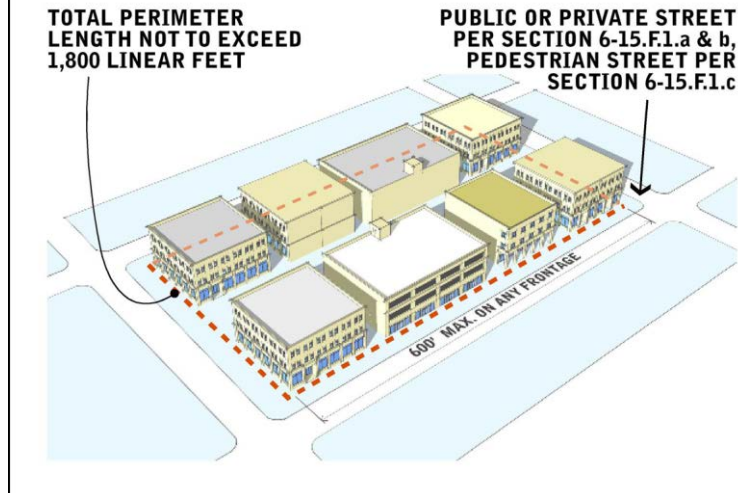 TOTAL PERIMETER
LENGTH NOT TO EXCEED
1,800 LINEAR FEET
PUBLIC OR PRIVATE STREET
PER SECTION 6-15.F.1.a & b,
PEDESTRIAN STREET PER
SECTION 6-15.F.1.c
600' MAX. ON ANY FRONTAGE